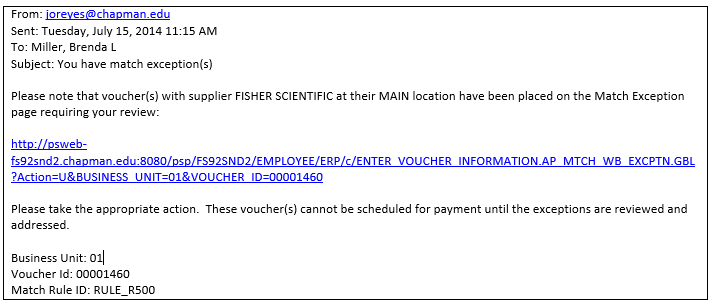 From: joreyes@chapman.edu
Sent: Tuesday, July 15, 2014 11:15 AM
To: Miller, Brenda L
Subject: You have match exception(s)
Please note that voucher(s) with supplier FISHER SCIENTIFIC at their MAIN location have been placed on the Match Exception
page requiring your review:
http://psweb-
fs92snd2.chapman.edu:8080/psp/FS92SND2/EMPLOYEE/ERP/c/ENTER_VOUCHER_INFORMATION.AP_MTCH_WB_EXCPTN.GBL
?Action=U&BUSINESS_UNIT=01&VOUCHER_ID=00001460
Please take the appropriate action.  These voucher(s) cannot be scheduled for payment until the exceptions are reviewed and
addressed.
Business Unit: 01
Voucher Id: 00001460
Match Rule ID: RULE_R500